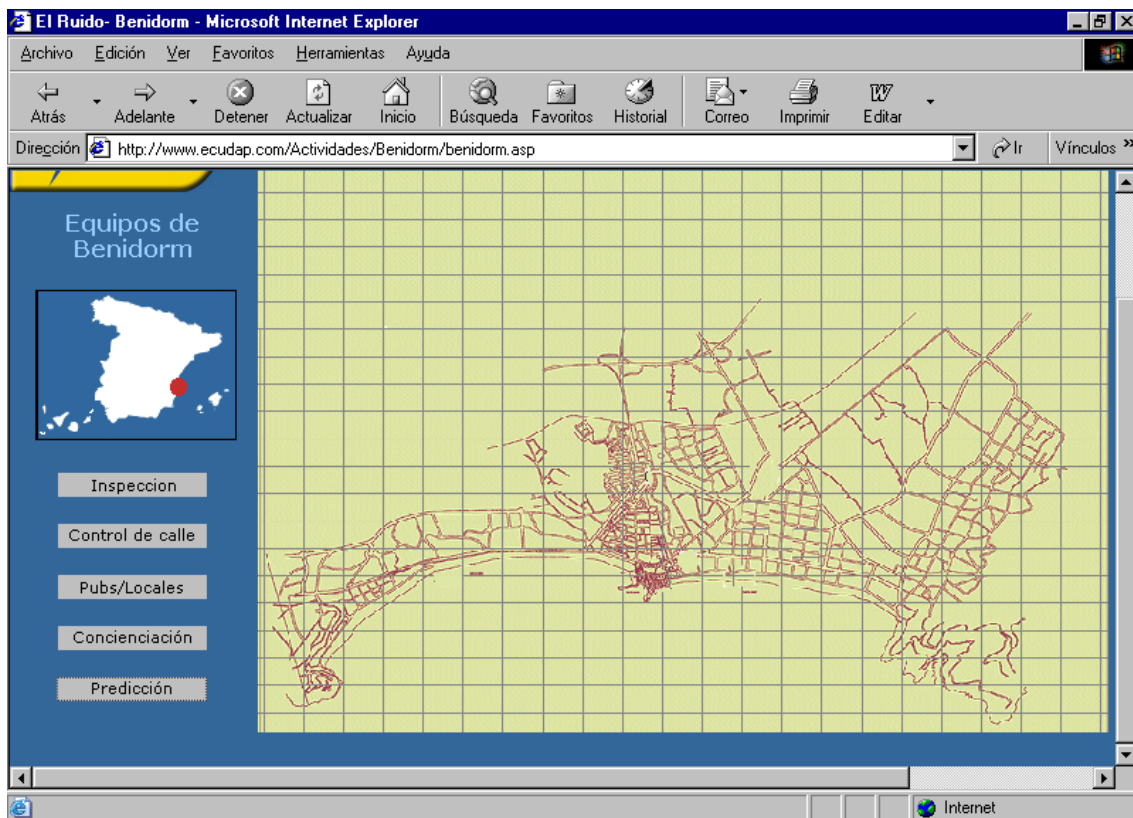 El Ruido- Benidorm - Microsoft Internet Explorer
Archivo Edición Ver Favoritos Herramientas Ayuda
Atrás Adelante Detener Actualizar Inicio Búsqueda Favoritos Historial Correo Imprimir Editar
Dirección http://www.ecudap.com/Actividades/Benidorm/benidorm.asp Ir Vínculos »
Equipos de
Benidorm
Inspeccion
Control de calle
Pubs/Locales
Concienciación
Predicción
Internet